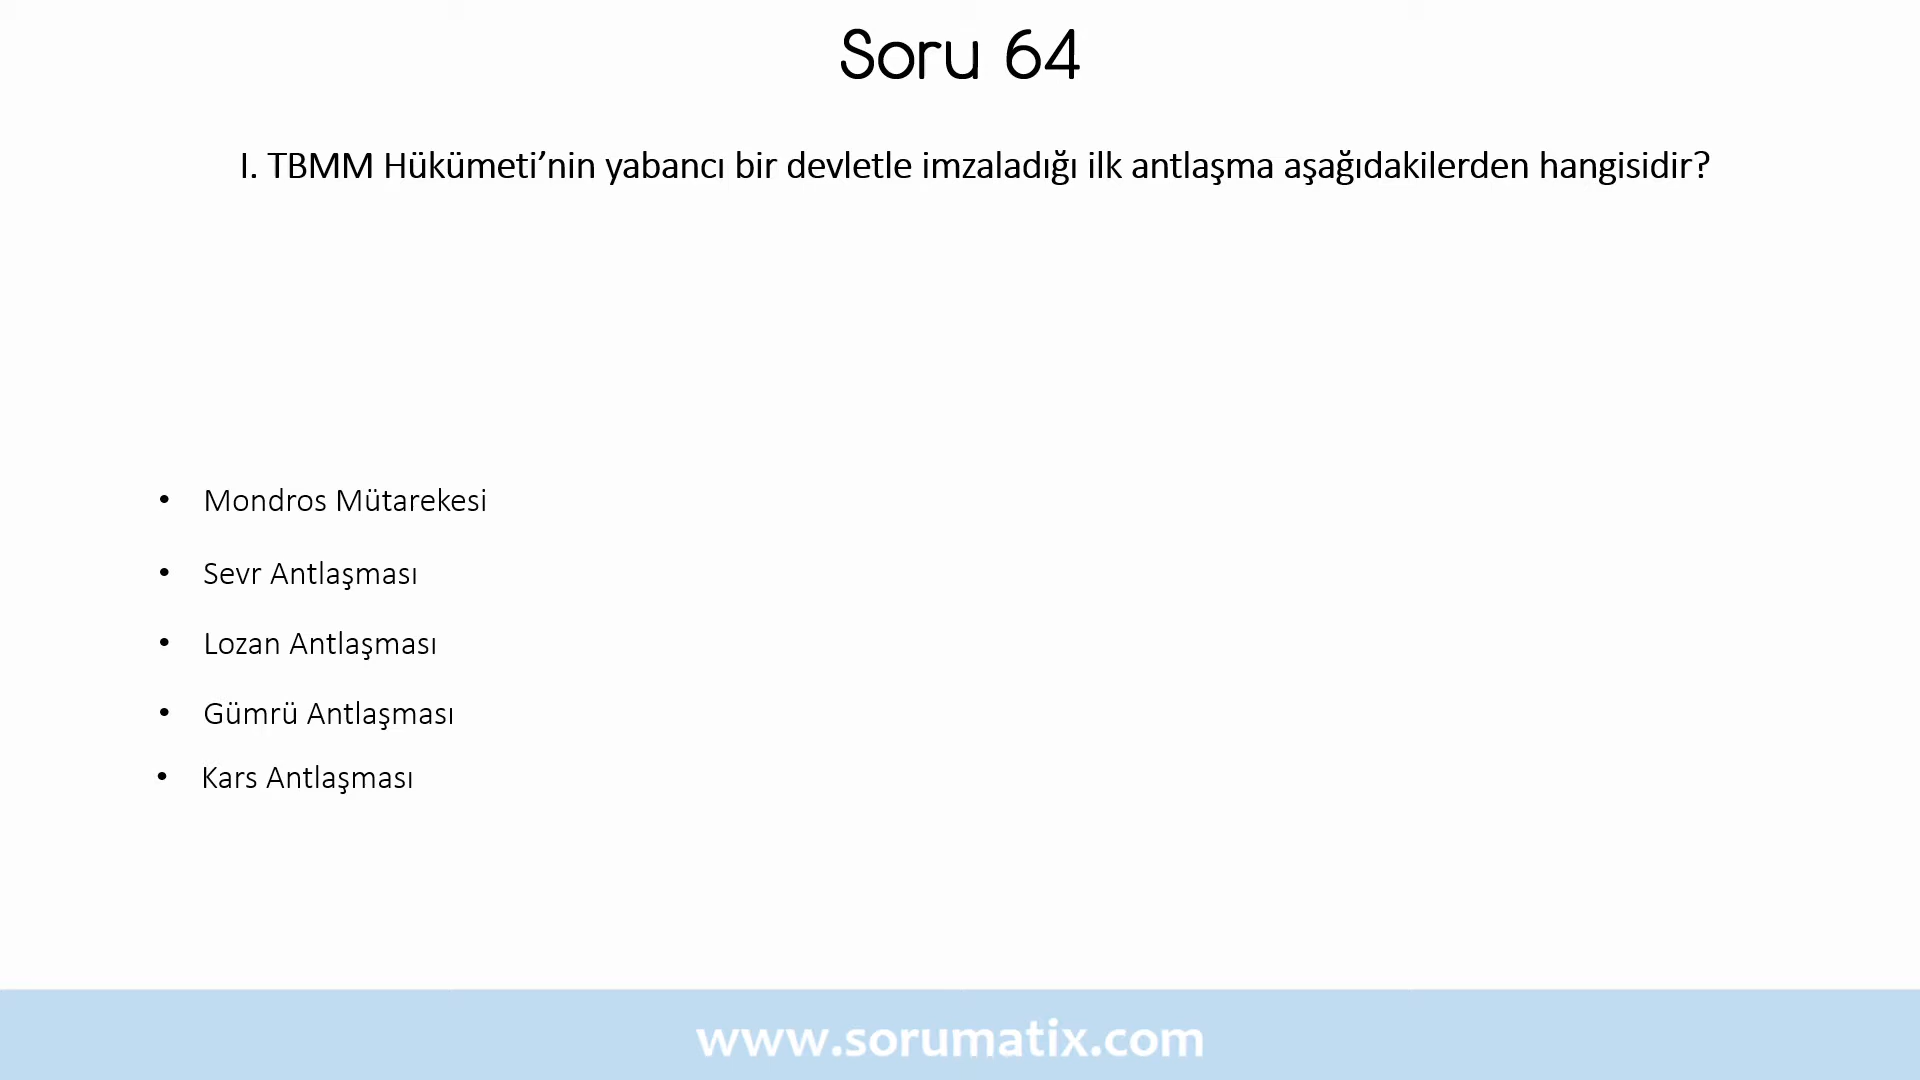 Soru 64
I. TBMM Hükümeti’nin yabancı bir devletle imzaladığı ilk antlaşma aşağıdakilerden hangisidir?
• Mondros Mütarekesi
• Sevr Antlaşması
• Lozan Antlaşması
• Gümrü Antlaşması
• Kars Antlaşması
www.sorumatix.com